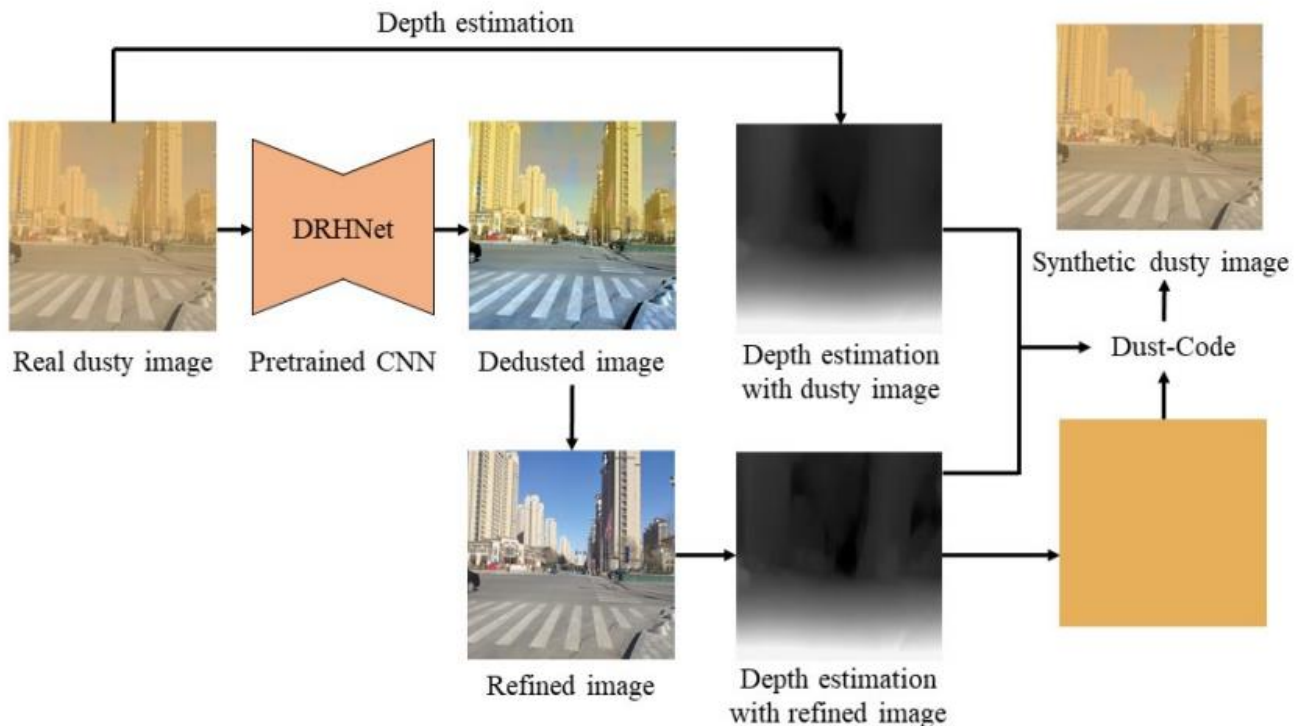 Depth estimation
DRHNet
Real dusty image
Pretrained CNN
Dedusted image
Depth estimation
with dusty image
Synthetic dusty image
Dust-Code
Refined image
Depth estimation
with refined image